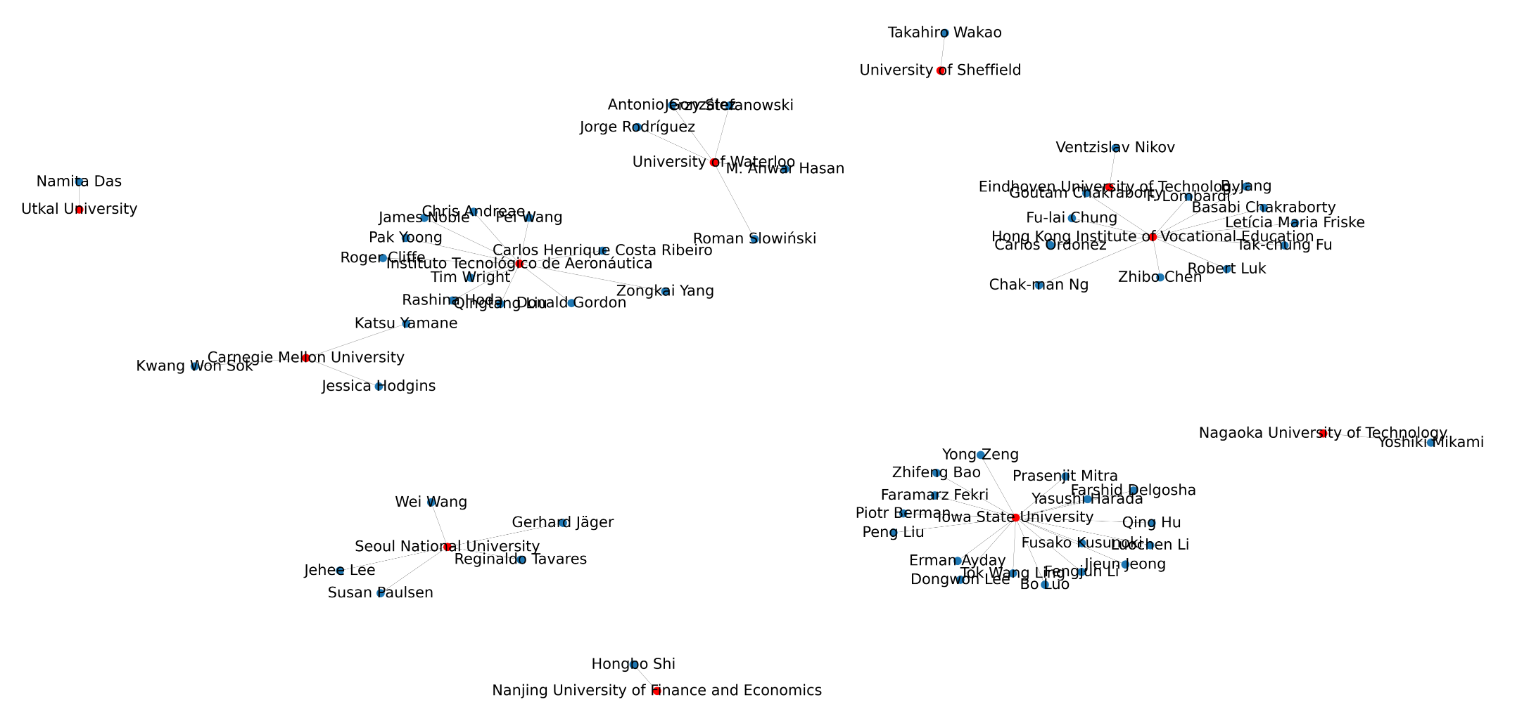 Takahiro Wakao
University of Sheffield
Antonio González
Jerzy Stefanowski
Jorge Rodríguez
University of Waterloo
M. Anwar Hasan
Roman Slowiński
Ventzislav Nikov
Eindhoven University of Technology
Goutam Chakraborty
F Lombardi
B. Jang
Basabi Chakraborty
Fu-lai Chung
Letícia Maria Friske
Hong Kong Institute of Vocational Education
Carlos Ordonez
Tak-chung Fu
Robert Luk
Zhibo Chen
Chak-man Ng
Namita Das
Utkal University
Chris Andreae
James Noble
Pei Wang
Pak Yoong
Carlos Henrique Costa Ribeiro
Roger Cliffe
Instituto Tecnológico de Aeronáutica
Tim Wright
Zongkai Yang
Rashina Hoda
Qingtang Liu
Donald Gordon
Katsu Yamane
Carnegie Mellon University
Kwang Won Sok
Jessica Hodgins
Nagaoka University of Technology
Yoshiki Mikami
Yong Zeng
Zhifeng Bao
Prasenjit Mitra
Farshid Delgosha
Faramarz Fekri
Yasushi Harada
Piotr Berman
Iowa State University
Qing Hu
Peng Liu
Fusako Kusunoki
Luochen Li
Erman Ayday
Jieun Jeong
Tok Wang Ling
Fengjun Li
Dongwon Lee
Bo Luo
Wei Wang
Gerhard Jäger
Seoul National University
Reginaldo Tavares
Jehee Lee
Susan Paulsen
Hongbo Shi
Nanjing University of Finance and Economics